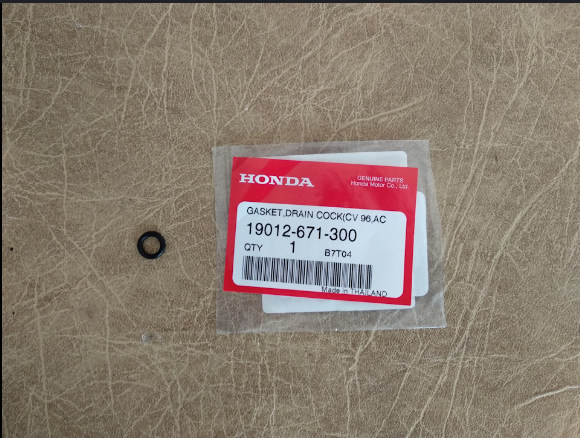 HONDA
GENUINE PARTS
Honda Motor Co., Ltd.
GASKET,DRAIN COCK(CV 96,AC
19012-671-300
QTY 1 B7T04
Made in THAILAND